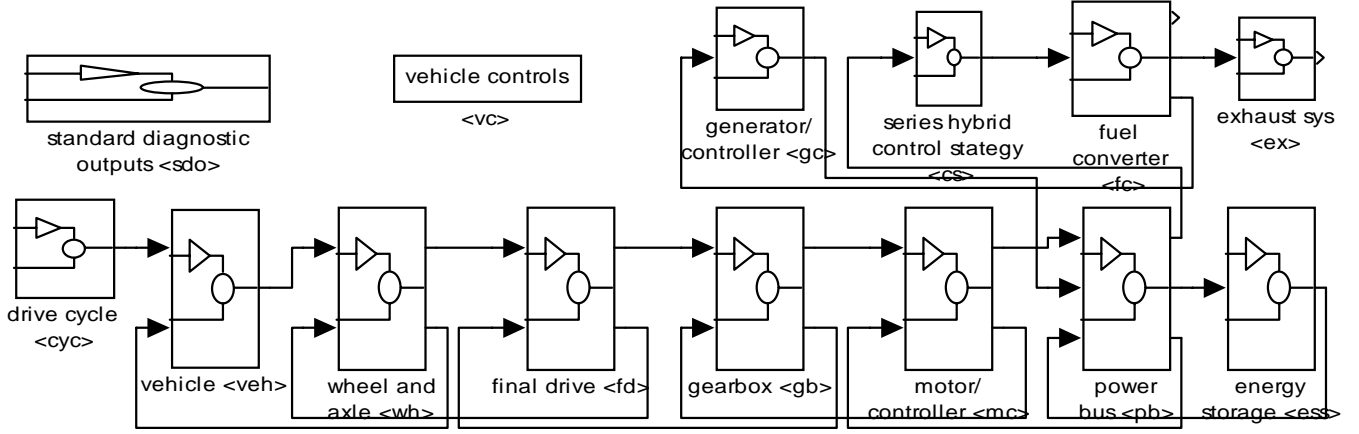 vehicle controls
<vc>
standard diagnostic
outputs <sdo>
generator/
controller <gc>
series hybrid
control stategy
<cs>
fuel
converter
<fc>
exhaust sys
<ex>
drive cycle
<cyc>
vehicle <veh>
wheel and
axle <wh>
final drive <fd>
gearbox <gb>
motor/
controller <mc>
power
bus <pb>
energy
storage <ess>